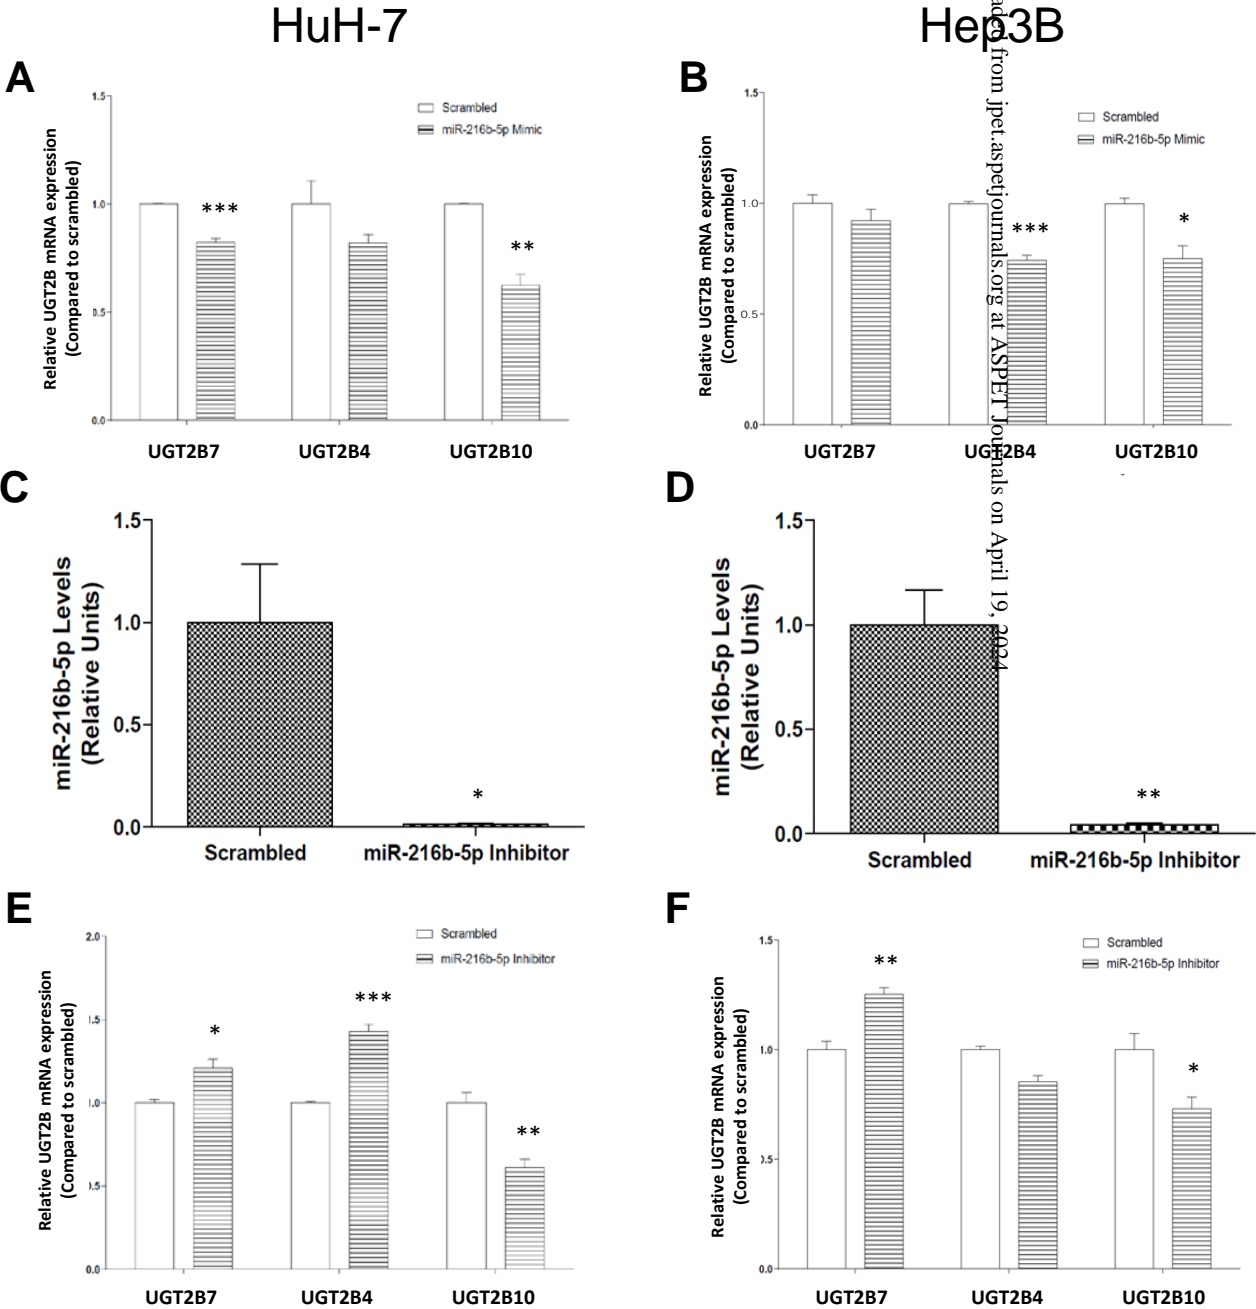 HuH-7
Hep3B
A
1.5
1.0
0.5
0.0
Relative UGT2B mRNA expression
(Compared to scrambled)
Scrambled
miR-216b-5p Mimic
***
**
UGT2B7
UGT2B4
UGT2B10
B
1.5
1.0
0.5
0.0
Relative UGT2B mRNA expression
(Compared to scrambled)
Scrambled
miR-216b-5p Mimic
***
*
UGT2B7
UGT2B4
UGT2B10
C
1.5
1.0
0.5
0.0
miR-216b-5p Levels
(Relative Units)
*
Scrambled
miR-216b-5p Inhibitor
D
1.5
1.0
0.5
0.0
miR-216b-5p Levels
(Relative Units)
**
Scrambled
miR-216b-5p Inhibitor
E
2.0
1.5
1.0
0.5
0.0
Relative UGT2B mRNA expression
(Compared to scrambled)
Scrambled
miR-216b-5p Inhibitor
*
***
**
UGT2B7
UGT2B4
UGT2B10
F
1.5
1.0
0.5
0.0
Relative UGT2B mRNA expression
(Compared to scrambled)
Scrambled
miR-216b-5p Inhibitor
**
*
UGT2B7
UGT2B4
UGT2B10
from jpet.aspetjournals.org at ASPET Journals on April 19, 2024